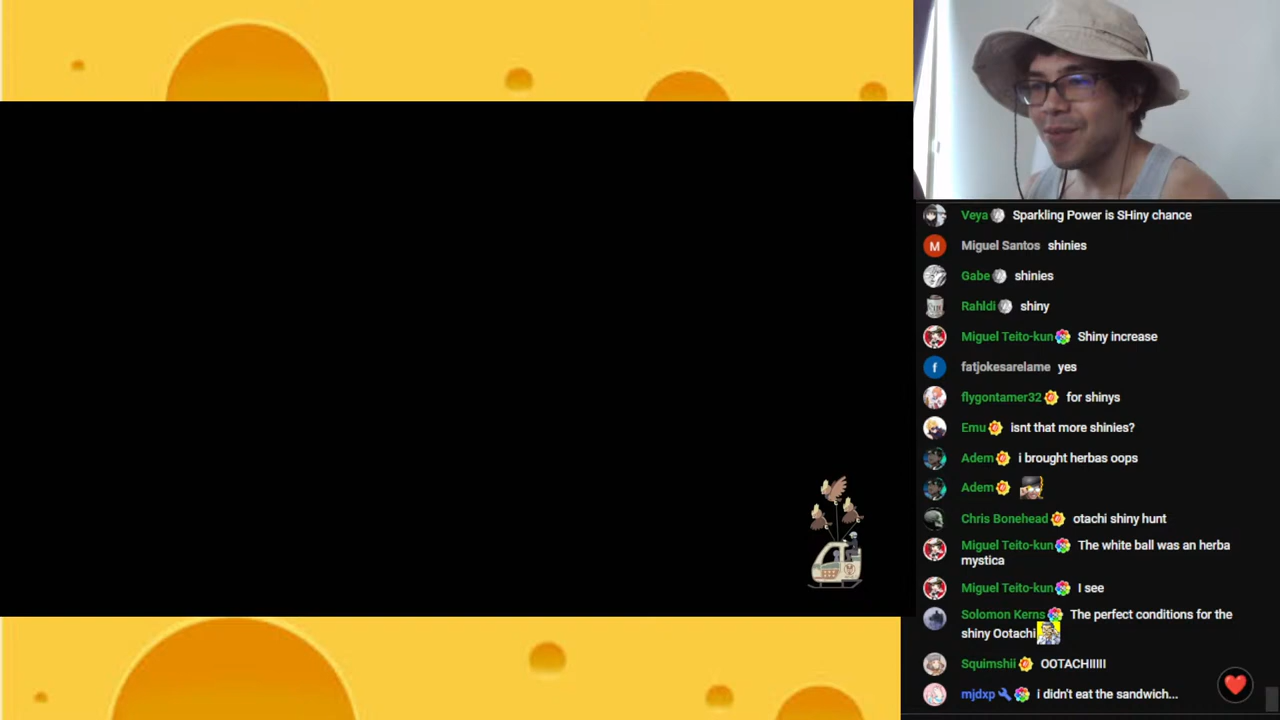 Veya Sparkling Power is SHiny chance
M Miguel Santos shinies
Gabe shinies
Rahldi shiny
Miguel Teito-kun Shiny increase
f fatjokesarelame yes
flygontamer32 for shinys
Emu isnt that more shinies?
Adem i brought herbas oops
Adem
Chris Bonehead otachi shiny hunt
Miguel Teito-kun The white ball was an herba
mystica
Miguel Teito-kun I see
Solomon Kerns The perfect conditions for the
shiny Ootachi
Squimshii OOTACHIIIII
mjdxp i didn't eat the sandwich...